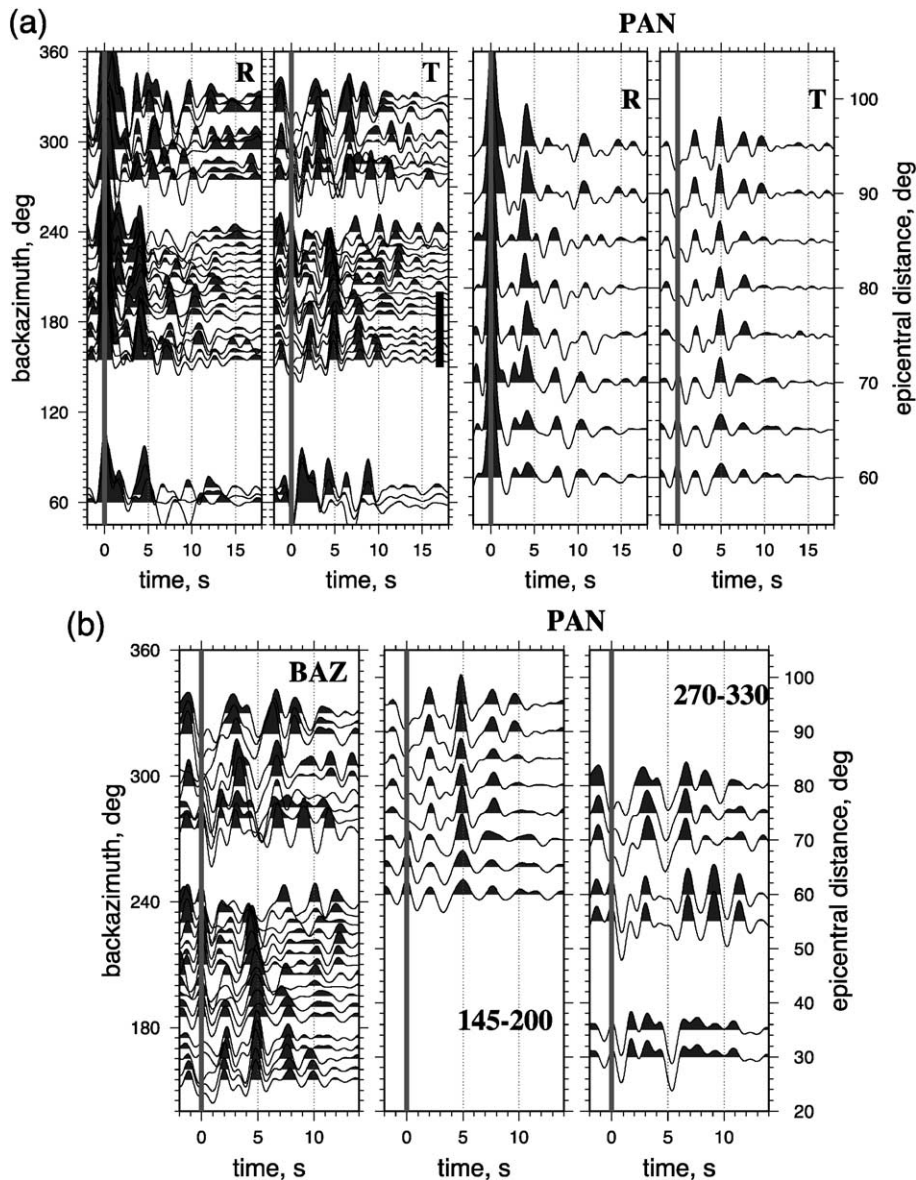 (a)
PAN
R
T
R
T
360
300
240
180
120
60
backazimuth, deg
100
90
80
70
60
epicentral distance, deg
0 5 10 15
0 5 10 15
0 5 10 15
0 5 10 15
time, s
time, s
time, s
time, s
(b)
PAN
BAZ
145-200
270-330
360
300
240
180
backazimuth, deg
100
90
80
70
60
50
40
30
20
epicentral distance, deg
0 5 10
0 5 10
0 5 10
time, s
time, s
time, s